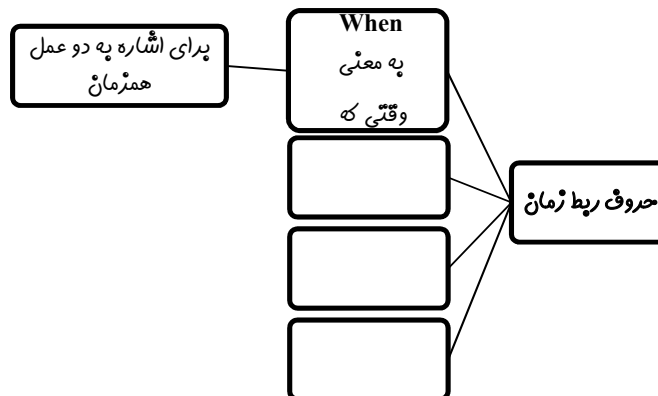 حروف ربط زمان
When
به معنی
وقتی که
برای اشاره به دو عمل
همزمان